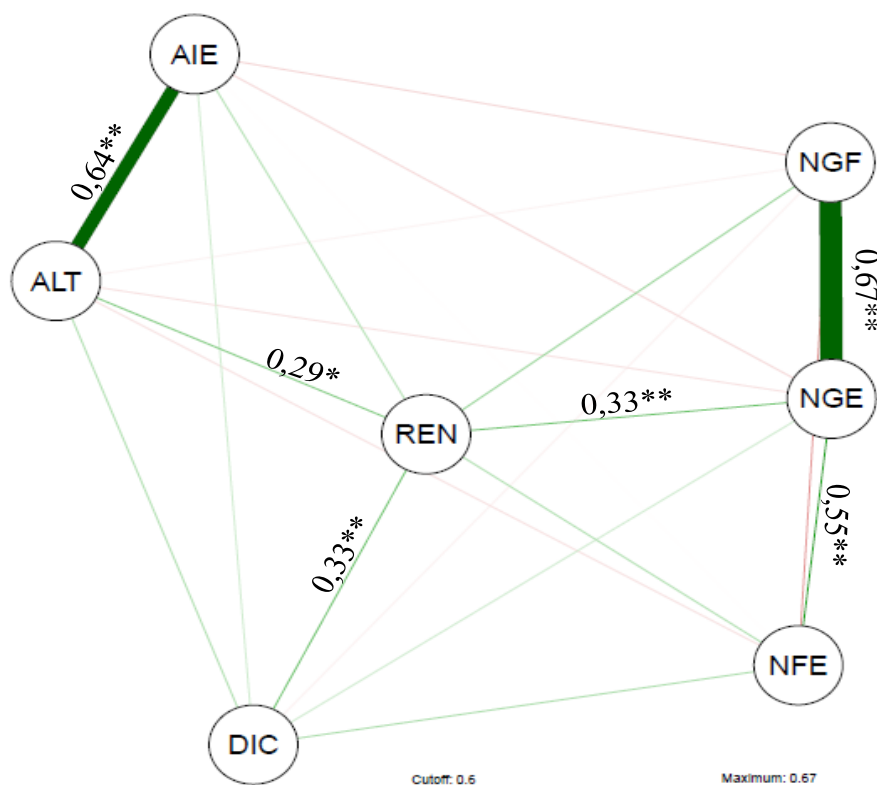 AIE
0,64**
NGF
ALT
0,67**
0,29*
REN
0,33**
NGE
0,33**
0,55**
NFE
DIC
Cutoff: 0.6
Maximum: 0.67